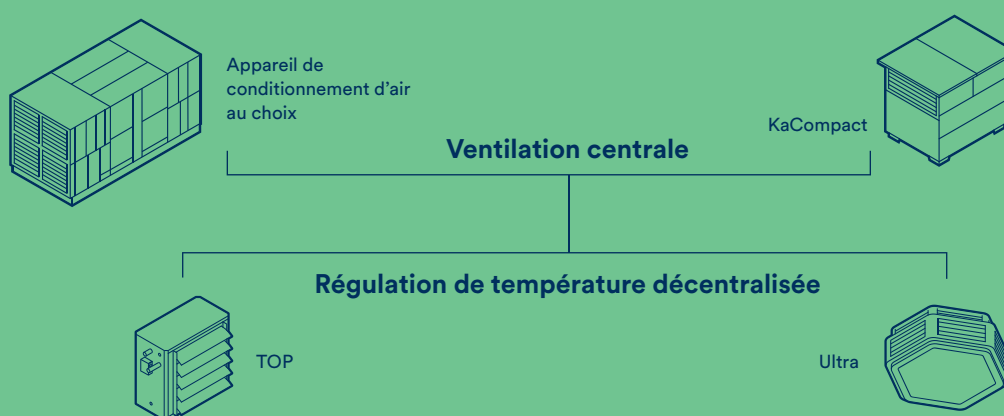 Appareil de
conditionnement d’air
au choix
KaCompact
Ventilation centrale
Régulation de température décentralisée
TOP
Ultra